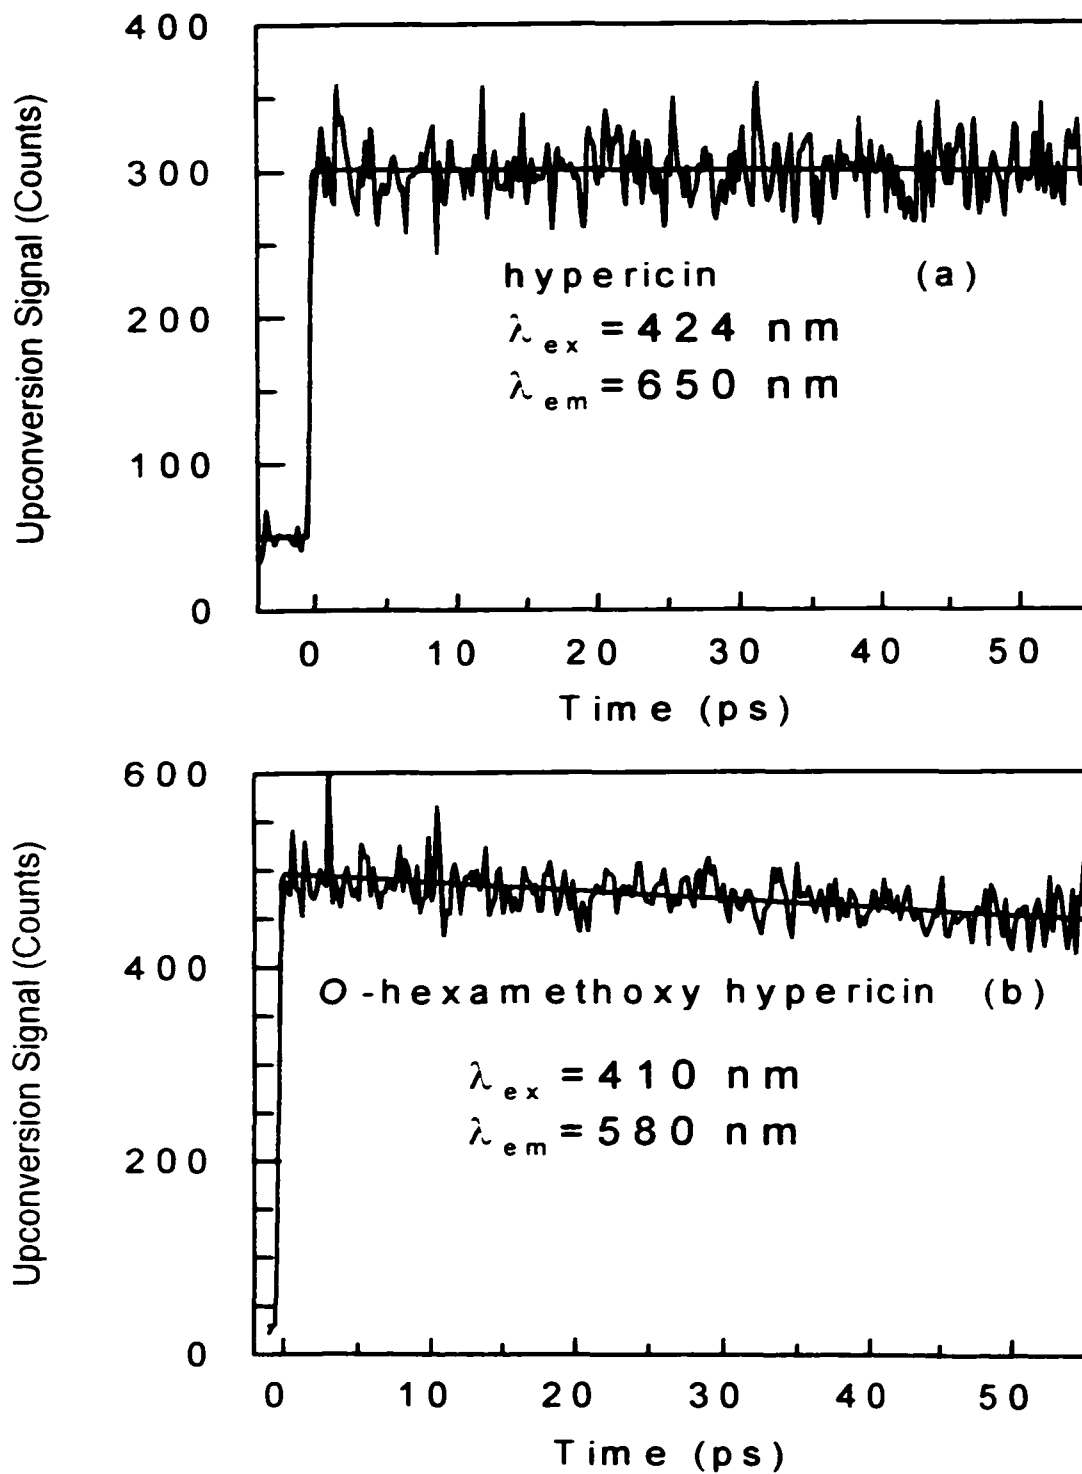 400
300
200
100
0
Upconversion Signal (Counts)
hypericin (a)
λex = 424 nm
λem = 650 nm
0 10 20 30 40 50
Time (ps)
600
400
200
0
Upconversion Signal (Counts)
O-hexamethoxy hypericin (b)
λex = 410 nm
λem = 580 nm
0 10 20 30 40 50
Time (ps)